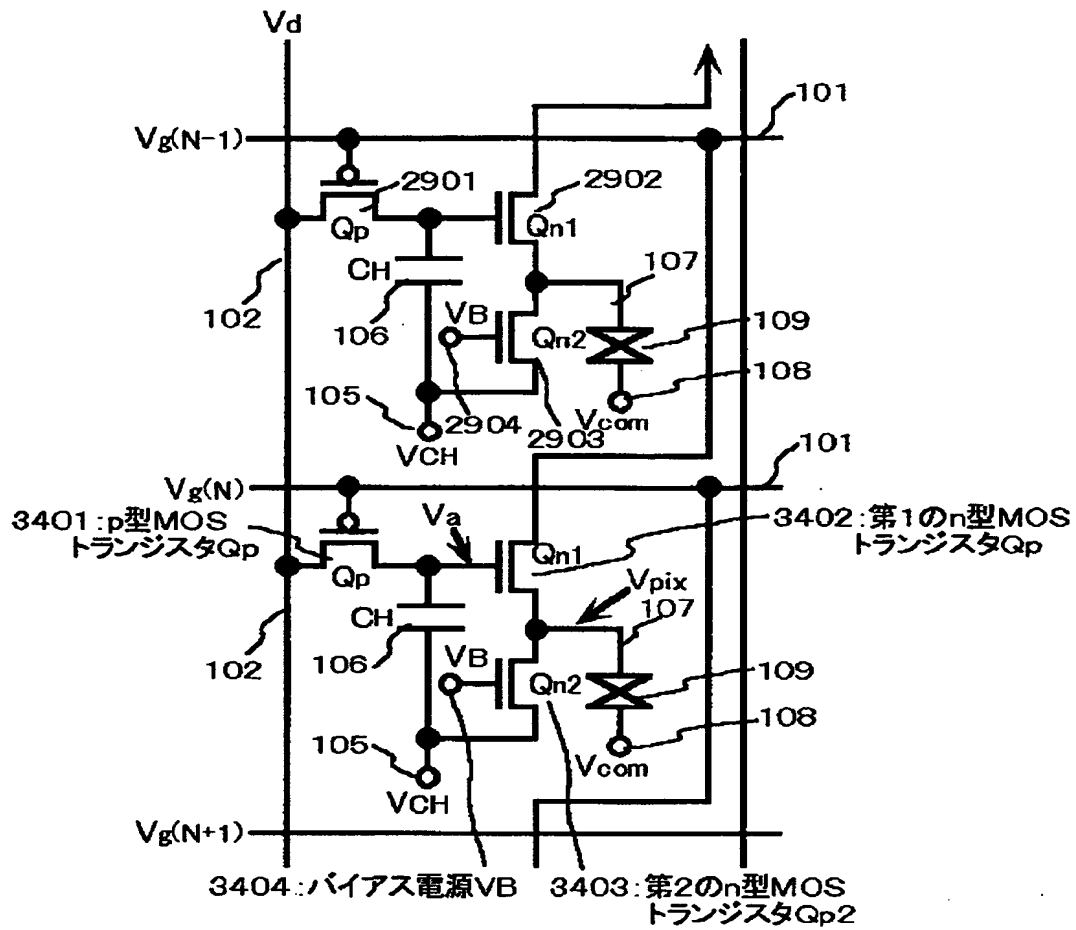 Vd
101
Vg(N-1)
2901
2902
Qp
Qn1
CH
107
102
106
VB
Qn2
109
105
108
2904
Vcom
2903
VCH
101
Vg(N)
3401:p型MOS
トランジスタQp
Va
3402:第1のn型MOS
トランジスタQp
Qn1
Qp
Vpix
CH
107
102
106
VB
Qn2
109
105
108
Vcom
VCH
Vg(N+1)
3404:バイアス電源VB
3403:第2のn型MOS
トランジスタQp2